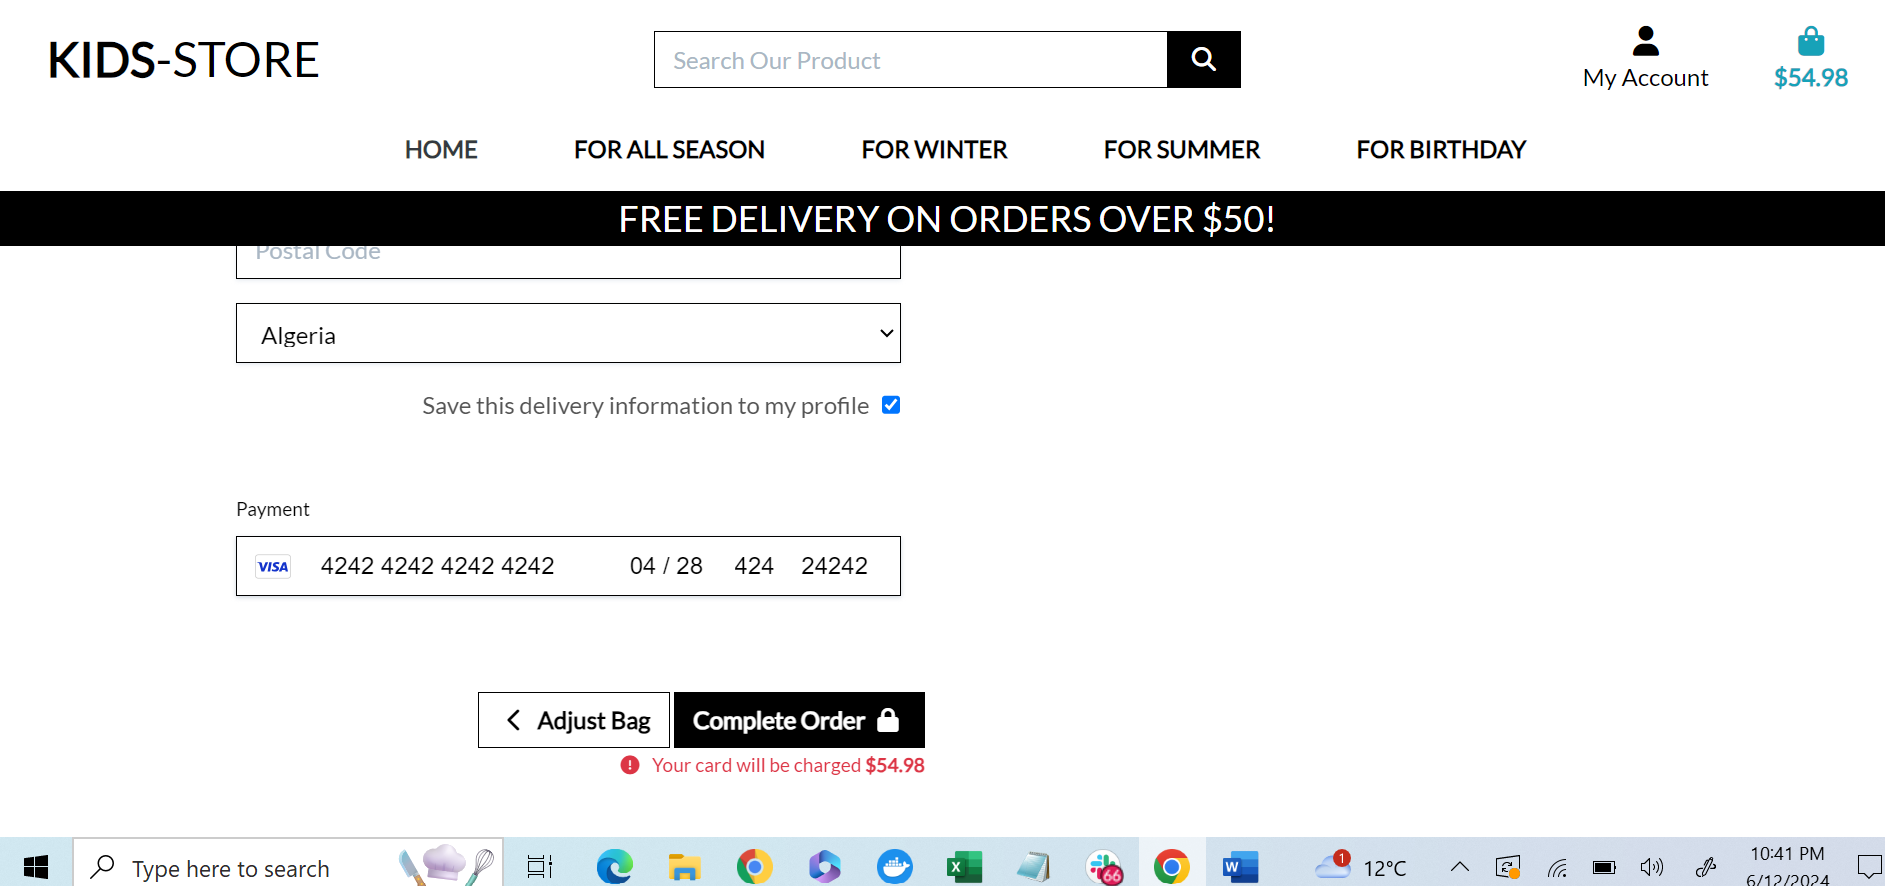 KIDS-STORE
Search Our Product
My Account
$54.98
HOME FOR ALL SEASON FOR WINTER FOR SUMMER FOR BIRTHDAY
FREE DELIVERY ON ORDERS OVER $50!
Postal Code
Algeria
Save this delivery information to my profile
Payment
VISA 4242 4242 4242 4242 04 / 28 424 24242
Adjust Bag Complete Order
Your card will be charged $54.98
Type here to search
66
W
X
1
12°C
10:41 PM
6/12/2024